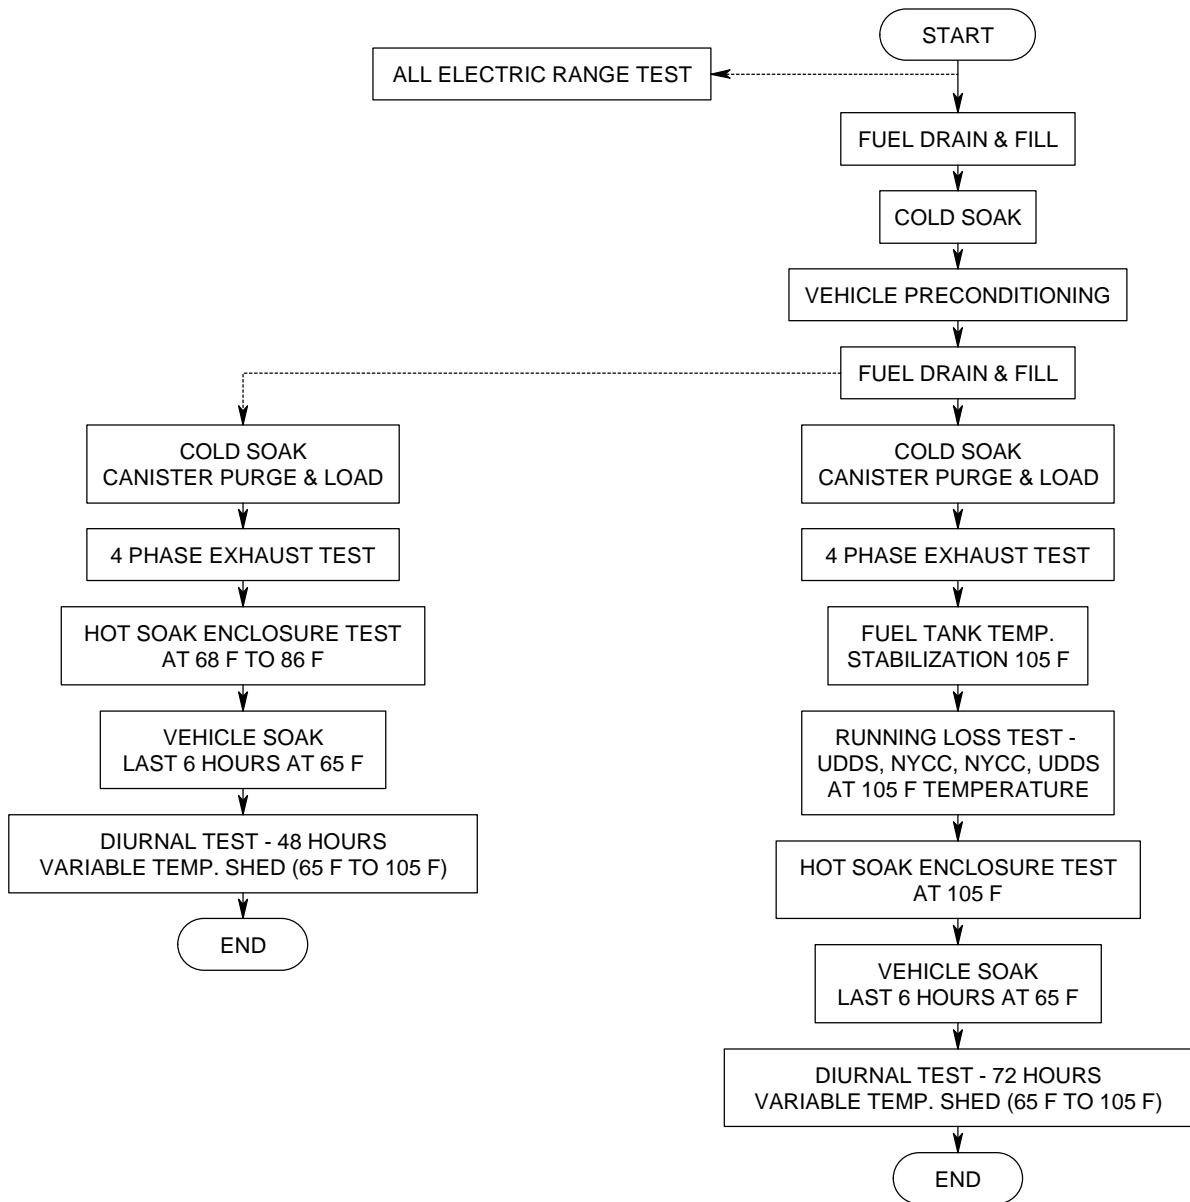 START
ALL ELECTRIC RANGE TEST
FUEL DRAIN & FILL
COLD SOAK
VEHICLE PRECONDITIONING
FUEL DRAIN & FILL
COLD SOAK
CANISTER PURGE & LOAD
4 PHASE EXHAUST TEST
HOT SOAK ENCLOSURE TEST
AT 68 F TO 86 F
VEHICLE SOAK
LAST 6 HOURS AT 65 F
DIURNAL TEST - 48 HOURS
VARIABLE TEMP. SHED (65 F TO 105 F)
END
COLD SOAK
CANISTER PURGE & LOAD
4 PHASE EXHAUST TEST
FUEL TANK TEMP.
STABILIZATION 105 F
RUNNING LOSS TEST -
UDDS, NYCC, NYCC, UDDS
AT 105 F TEMPERATURE
HOT SOAK ENCLOSURE TEST
AT 105 F
VEHICLE SOAK
LAST 6 HOURS AT 65 F
DIURNAL TEST - 72 HOURS
VARIABLE TEMP. SHED (65 F TO 105 F)
END